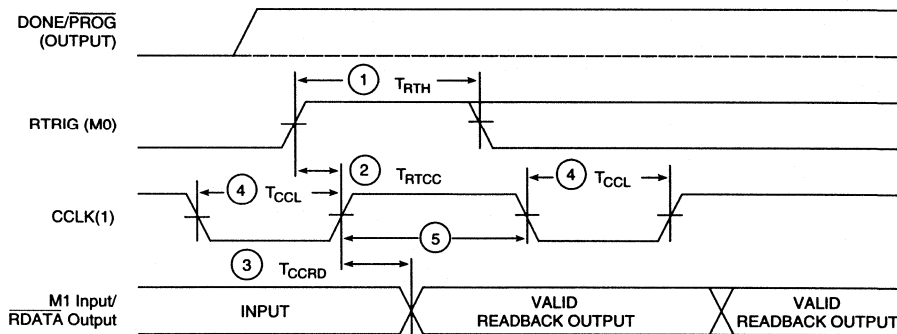 DONE/PROG
(OUTPUT)
1 TRTH
RTRIG (M0)
2 TRTCC
4 TCCL
4 TCCL
CCLK(1)
5
3 TCCRD
M1 Input/
RDATA Output
INPUT
VALID
READBACK OUTPUT
VALID
READBACK OUTPUT